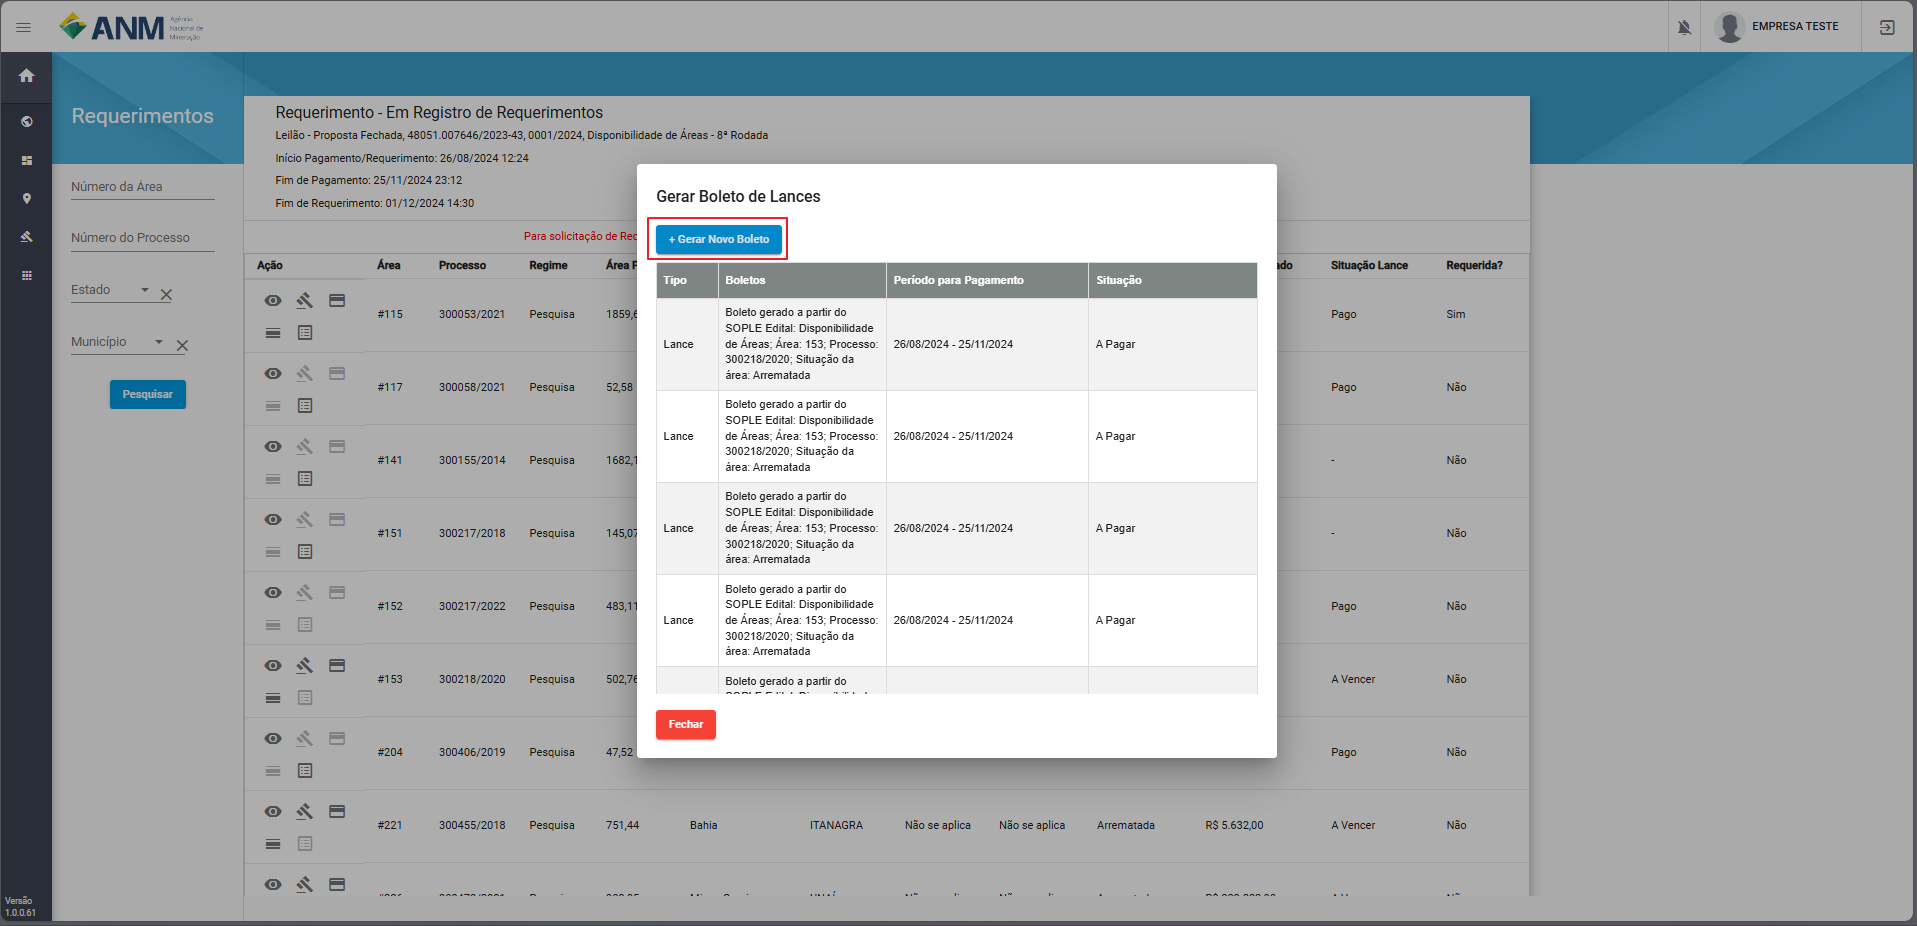 ANM
Agência
Nacional de
Mineração
EMPRESA TESTE
Requerimentos
Número da Área
Número do Processo
Estado
Município
Pesquisar
Versão
1.0.0.61
Requerimento - Em Registro de Requerimentos
Leilão - Proposta Fechada, 48051.007646/2023-43, 0001/2024, Disponibilidade de Áreas - 8ª Rodada
Início Pagamento/Requerimento: 26/08/2024 12:24
Fim de Pagamento: 25/11/2024 23:12
Fim de Requerimento: 01/12/2024 14:30
Para solicitação de
Ação Área Processo Regime Área Situação Lance Requerida?
#115 300053/2021 Pesquisa 1859,6 Pago Sim
#117 300058/2021 Pesquisa 52,58 Pago Não
#141 300155/2014 Pesquisa 1682,1 - Não
#151 300217/2018 Pesquisa 145,07 - Não
#152 300217/2022 Pesquisa 483,11 Pago Não
#153 300218/2020 Pesquisa 502,76 A Vencer Não
#204 300406/2019 Pesquisa 47,52 Pago Não
#221 300455/2018 Pesquisa 751,44 Bahia ITANAGRA Não se aplica Não se aplica Arrematada R$ 5.632,00 A Vencer Não
Gerar Boleto de Lances
+ Gerar Novo Boleto
Tipo Boletos Período para Pagamento Situação
Boleto gerado a partir do
SOPLE Edital: Disponibilidade
Lance de Áreas; Área: 153; Processo: 26/08/2024 - 25/11/2024 A Pagar
300218/2020; Situação da
área: Arrematada
Boleto gerado a partir do
SOPLE Edital: Disponibilidade
Lance de Áreas; Área: 153; Processo: 26/08/2024 - 25/11/2024 A Pagar
300218/2020; Situação da
área: Arrematada
Boleto gerado a partir do
SOPLE Edital: Disponibilidade
Lance de Áreas; Área: 153; Processo: 26/08/2024 - 25/11/2024 A Pagar
300218/2020; Situação da
área: Arrematada
Boleto gerado a partir do
SOPLE Edital: Disponibilidade
Lance de Áreas; Área: 153; Processo: 26/08/2024 - 25/11/2024 A Pagar
300218/2020; Situação da
área: Arrematada
Boleto gerado a partir do
Fechar